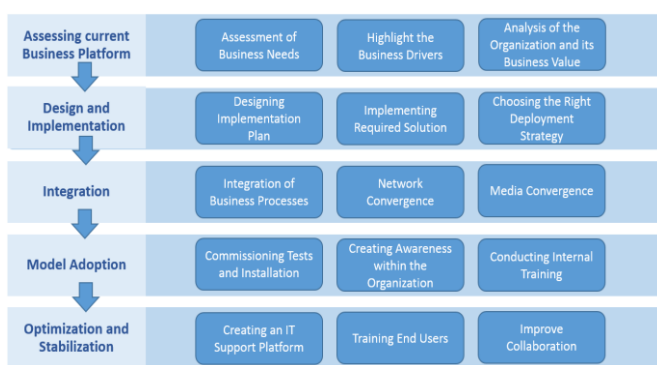 Assessing current
Business Platform
Assessment of
Business Needs
Highlight the
Business Drivers
Analysis of the
Organization and its
Business Value
Design and
Implementation
Designing
Implementation
Plan
Implementing
Required Solution
Choosing the Right
Deployment
Strategy
Integration
Integration of
Business Processes
Network
Convergence
Media Convergence
Model Adoption
Commissioning Tests
and Installation
Creating Awareness
within the
Organization
Conducting Internal
Training
Optimization and
Stabilization
Creating an IT
Support Platform
Training End Users
Improve
Collaboration